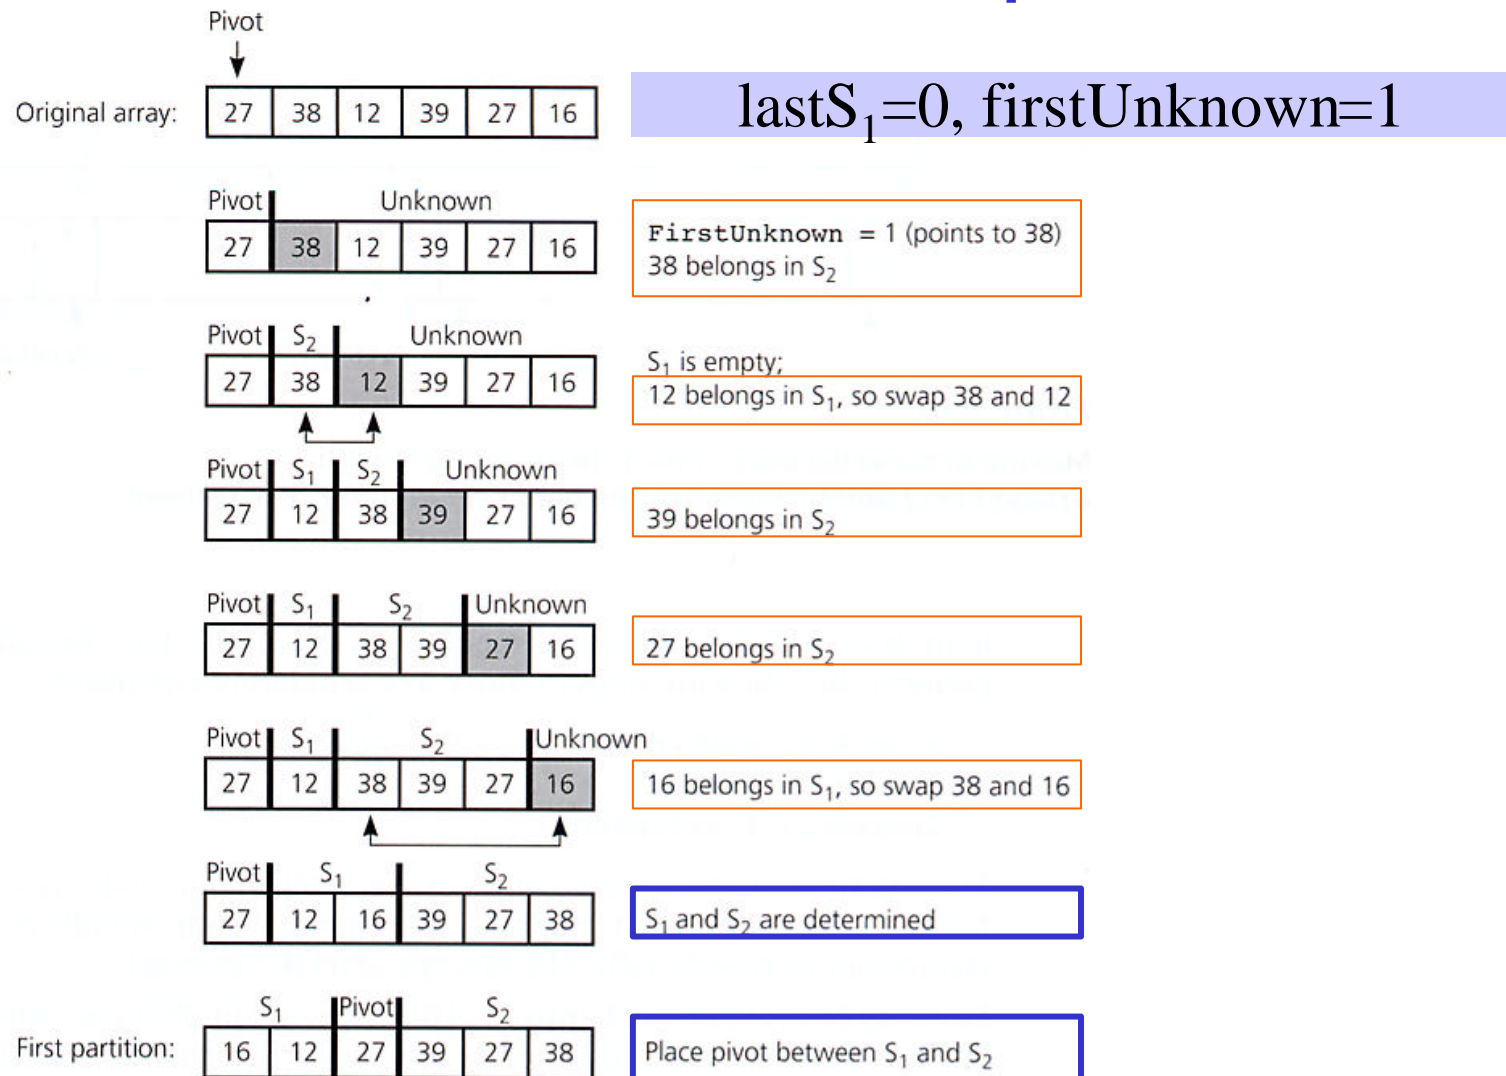 Pivot
Original array: 27 38 12 39 27 16
lastS₁=0, firstUnknown=1
Pivot Unknown
27 38 12 39 27 16
FirstUnknown = 1 (points to 38)
38 belongs in S₂
Pivot S₂ Unknown
27 38 12 39 27 16
S₁ is empty;
12 belongs in S₁, so swap 38 and 12
Pivot S₁ S₂ Unknown
27 12 38 39 27 16
39 belongs in S₂
Pivot S₁ S₂ Unknown
27 12 38 39 27 16
27 belongs in S₂
Pivot S₁ S₂ Unknown
27 12 38 39 27 16
16 belongs in S₁, so swap 38 and 16
Pivot S₁ S₂
27 12 16 39 27 38
S₁ and S₂ are determined
S₁ Pivot S₂
First partition: 16 12 27 39 27 38
Place pivot between S₁ and S₂